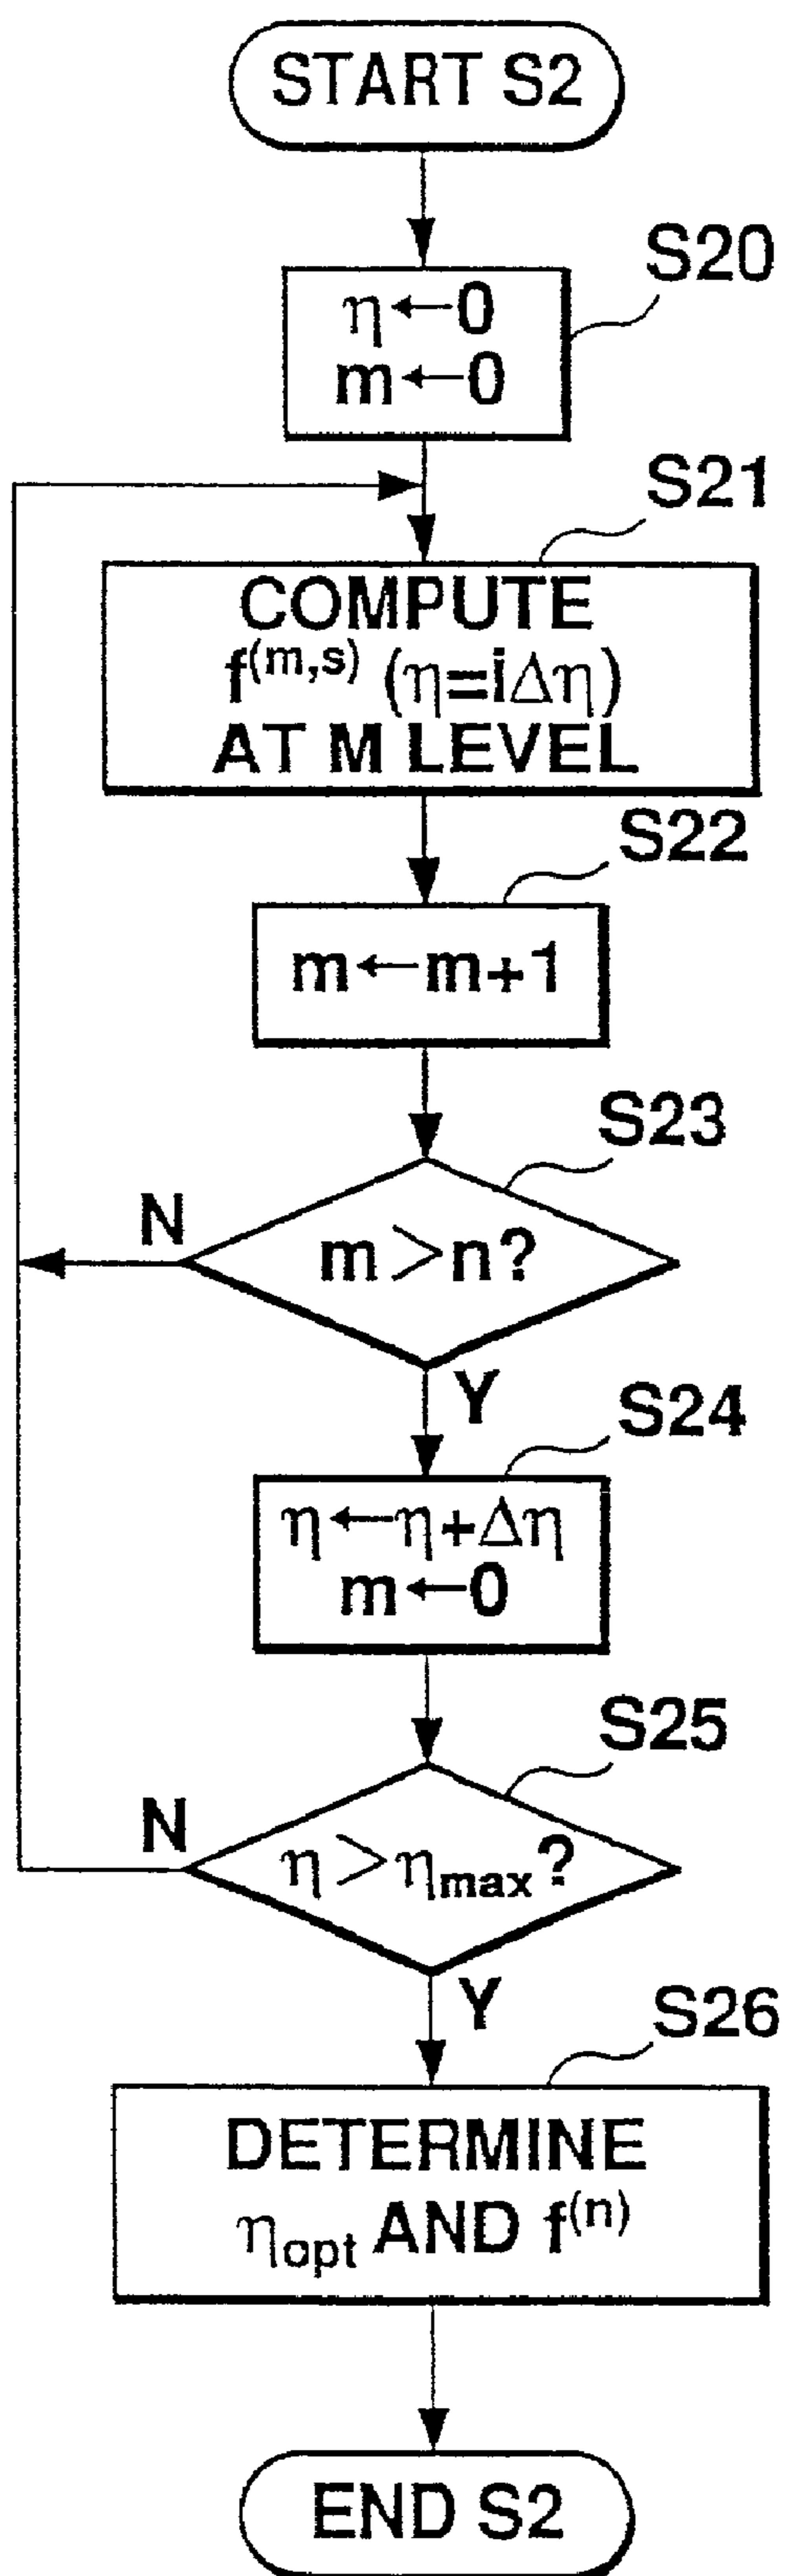 START S2
S20
η←0
m←0
S21
COMPUTE
f^(m,s) (η=iΔη)
AT M LEVEL
S22
m←m+1
S23
N
m>n?
Y
S24
η←η+Δη
m←0
S25
N
η>ηmax?
Y
S26
DETERMINE
ηopt AND f^(n)
END S2